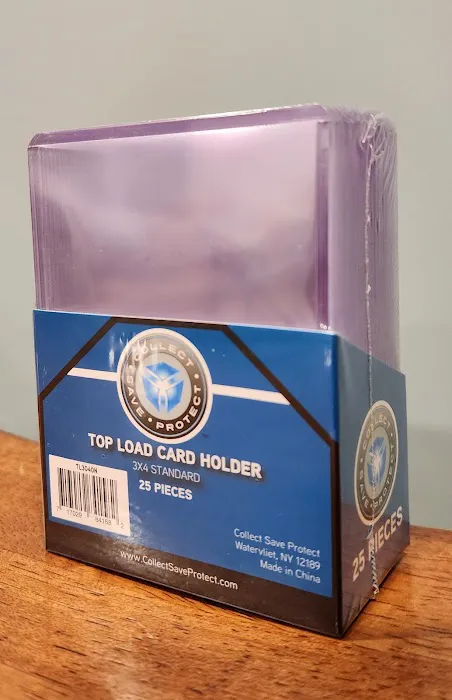 COLLECT • SAVE • PROTECT •
TOP LOAD CARD HOLDER
3X4 STANDARD
25 PIECES
TL3040N
Collect Save Protect
Watervliet, NY 12189
Made in China
www.CollectSaveProtect.com
25 PIECES